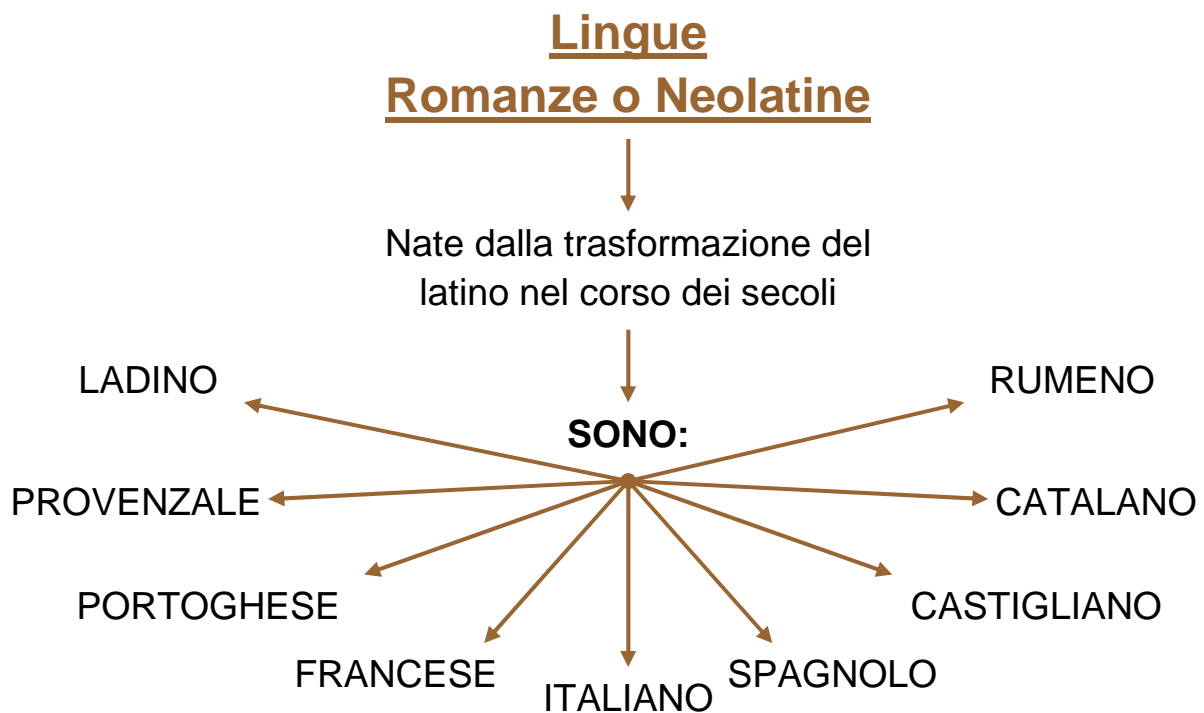 Lingue
Romanze o Neolatine
Nate dalla trasformazione del
latino nel corso dei secoli
SONO:
LADINO
PROVENZALE
PORTOGHESE
FRANCESE
ITALIANO
SPAGNOLO
CASTIGLIANO
CATALANO
RUMENO